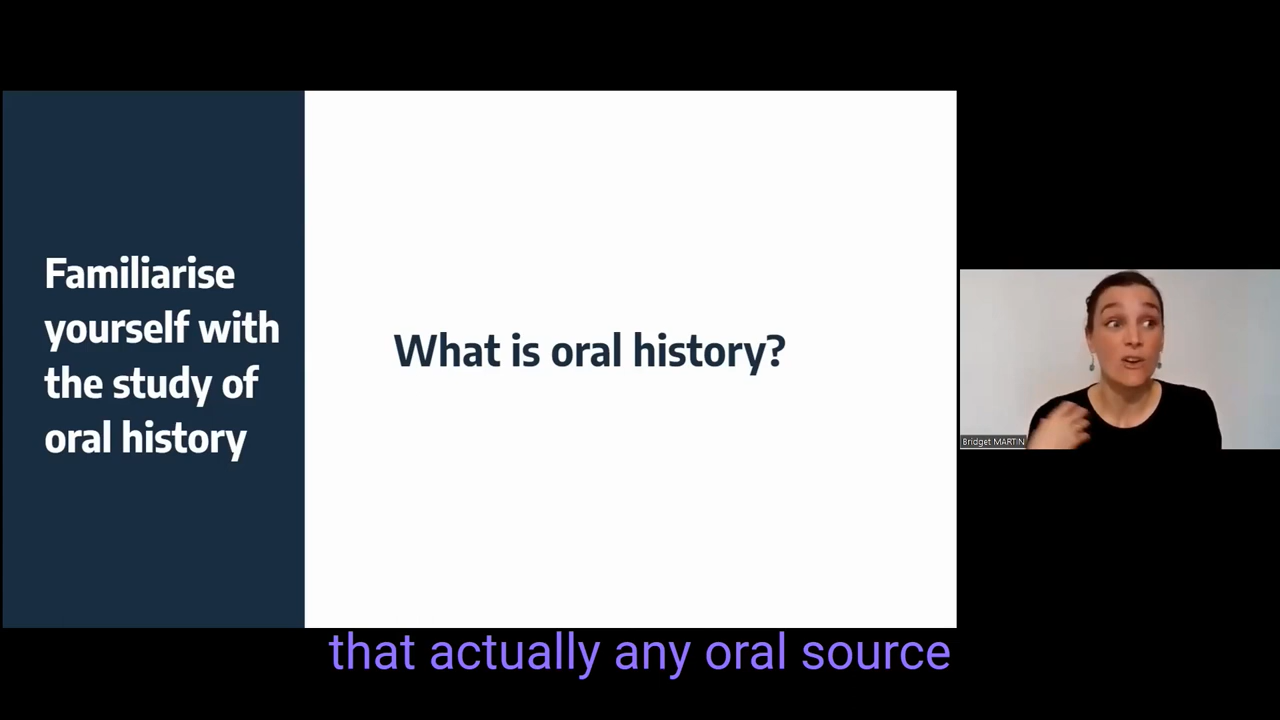 Familiarise
yourself with
the study of
oral history
What is oral history?
Bridget MARTIN
that actually any oral source